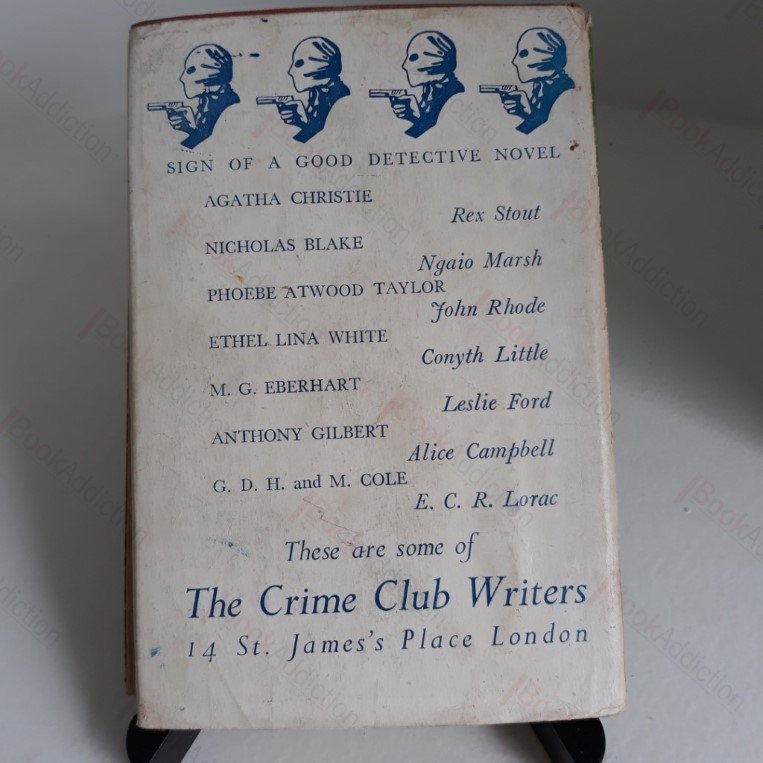 SIGN OF A GOOD DETECTIVE NOVEL
AGATHA CHRISTIE
Rex Stout
NICHOLAS BLAKE
Ngaio Marsh
PHOEBE ATWOOD TAYLOR
John Rhode
ETHEL LINA WHITE
Conyth Little
M. G. EBERHART
Leslie Ford
ANTHONY GILBERT
Alice Campbell
G. D. H. and M. COLE
E. C. R. Lorac
These are some of
The Crime Club Writers
14 St. James's Place London
BookAddiction